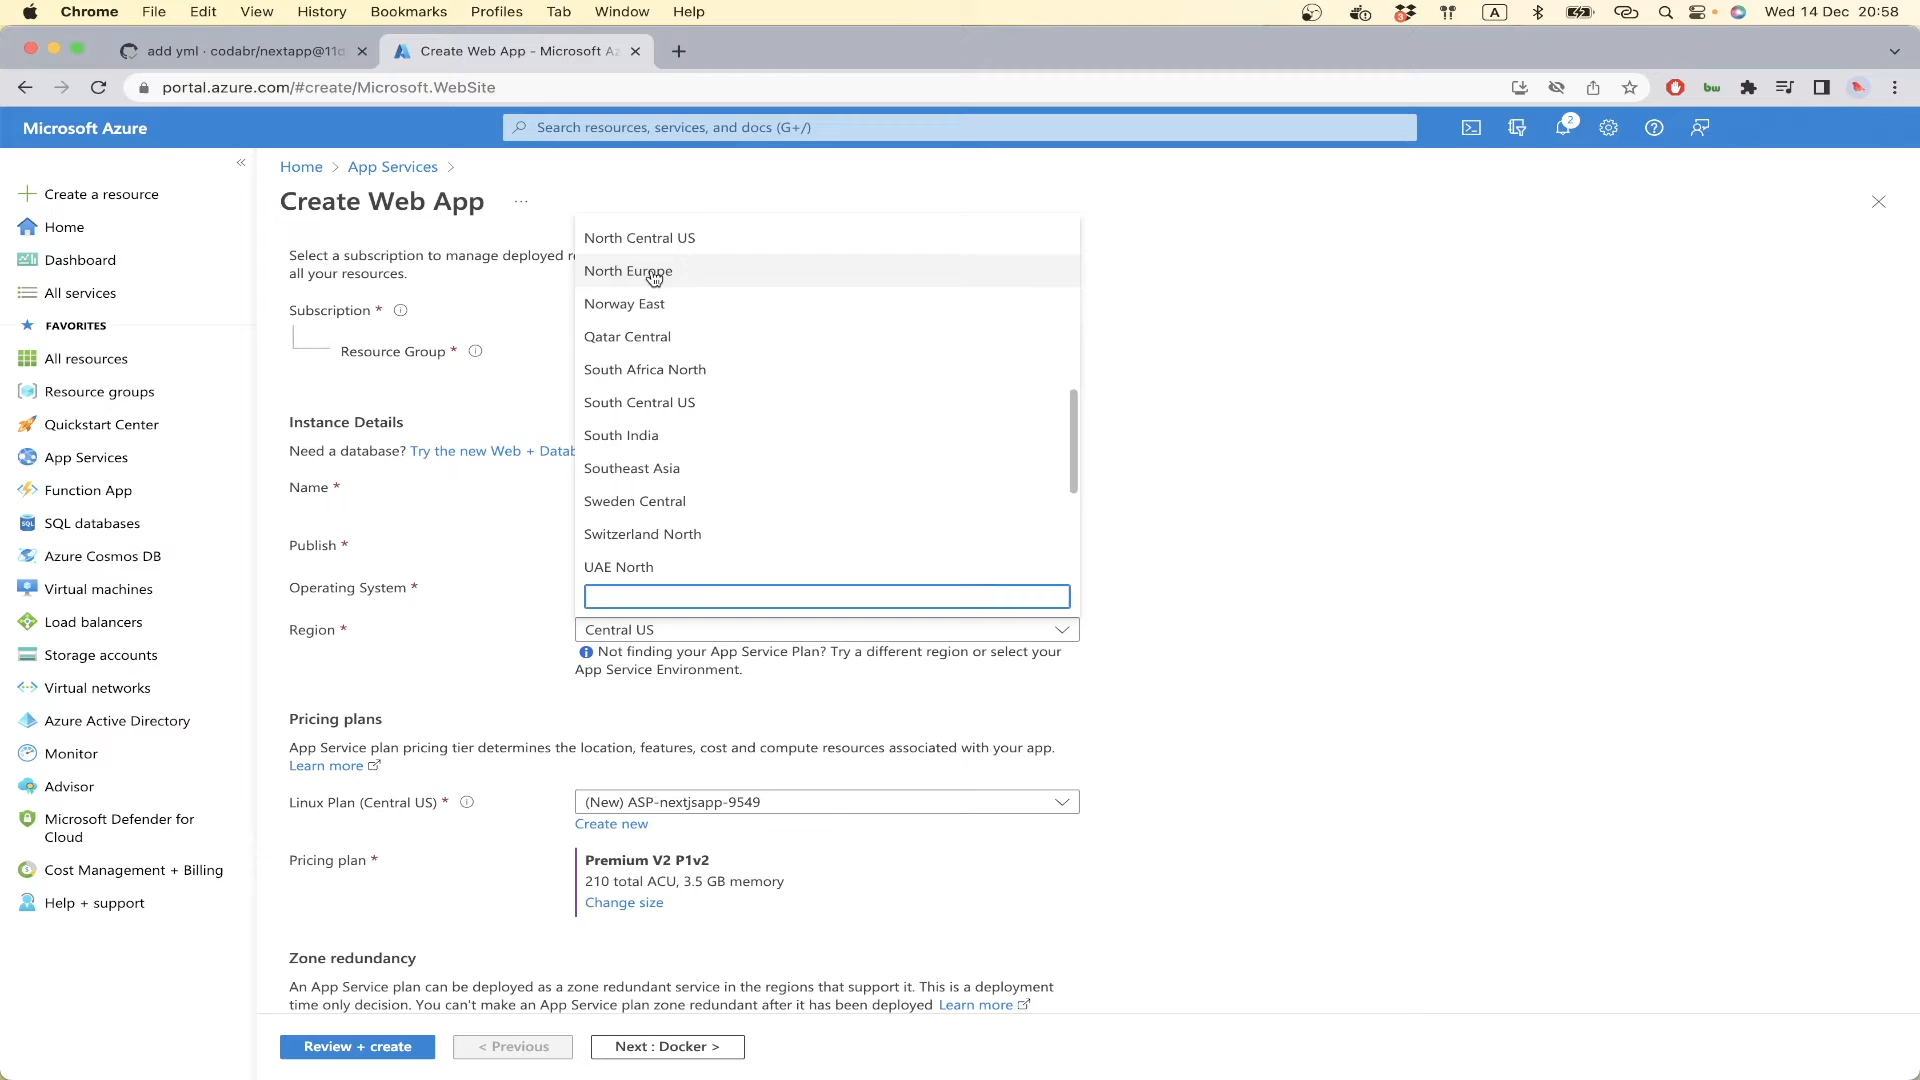 Chrome File Edit View History Bookmarks Profiles Tab Window Help
3
A
Wed 14 Dec 20:58
add yml · codabr/nextapp@11d
Create Web App - Microsoft Az
portal.azure.com/#create/Microsoft.WebSite
bw
Microsoft Azure
Search resources, services, and docs (G+/)
2
Create a resource
Home
Dashboard
All services
FAVORITES
All resources
Resource groups
Quickstart Center
App Services
Function App
SQL
SQL databases
Azure Cosmos DB
Virtual machines
Load balancers
Storage accounts
Virtual networks
Azure Active Directory
Monitor
Advisor
Microsoft Defender for
Cloud
Cost Management + Billing
Help + support
Home > App Services >
Create Web App ...
Select a subscription to manage deployed re
all your resources.
Subscription *
Resource Group *
Instance Details
Need a database? Try the new Web + Datab
Name *
Publish *
Operating System *
Region *
North Central US
North Europe
Norway East
Qatar Central
South Africa North
South Central US
South India
Southeast Asia
Sweden Central
Switzerland North
UAE North
Central US
Not finding your App Service Plan? Try a different region or select your
App Service Environment.
Pricing plans
App Service plan pricing tier determines the location, features, cost and compute resources associated with your app.
Learn more
Linux Plan (Central US) *
(New) ASP-nextjsapp-9549
Create new
Pricing plan *
Premium V2 P1v2
210 total ACU, 3.5 GB memory
Change size
Zone redundancy
An App Service plan can be deployed as a zone redundant service in the regions that support it. This is a deployment
time only decision. You can't make an App Service plan zone redundant after it has been deployed Learn more
Review + create
< Previous
Next : Docker >